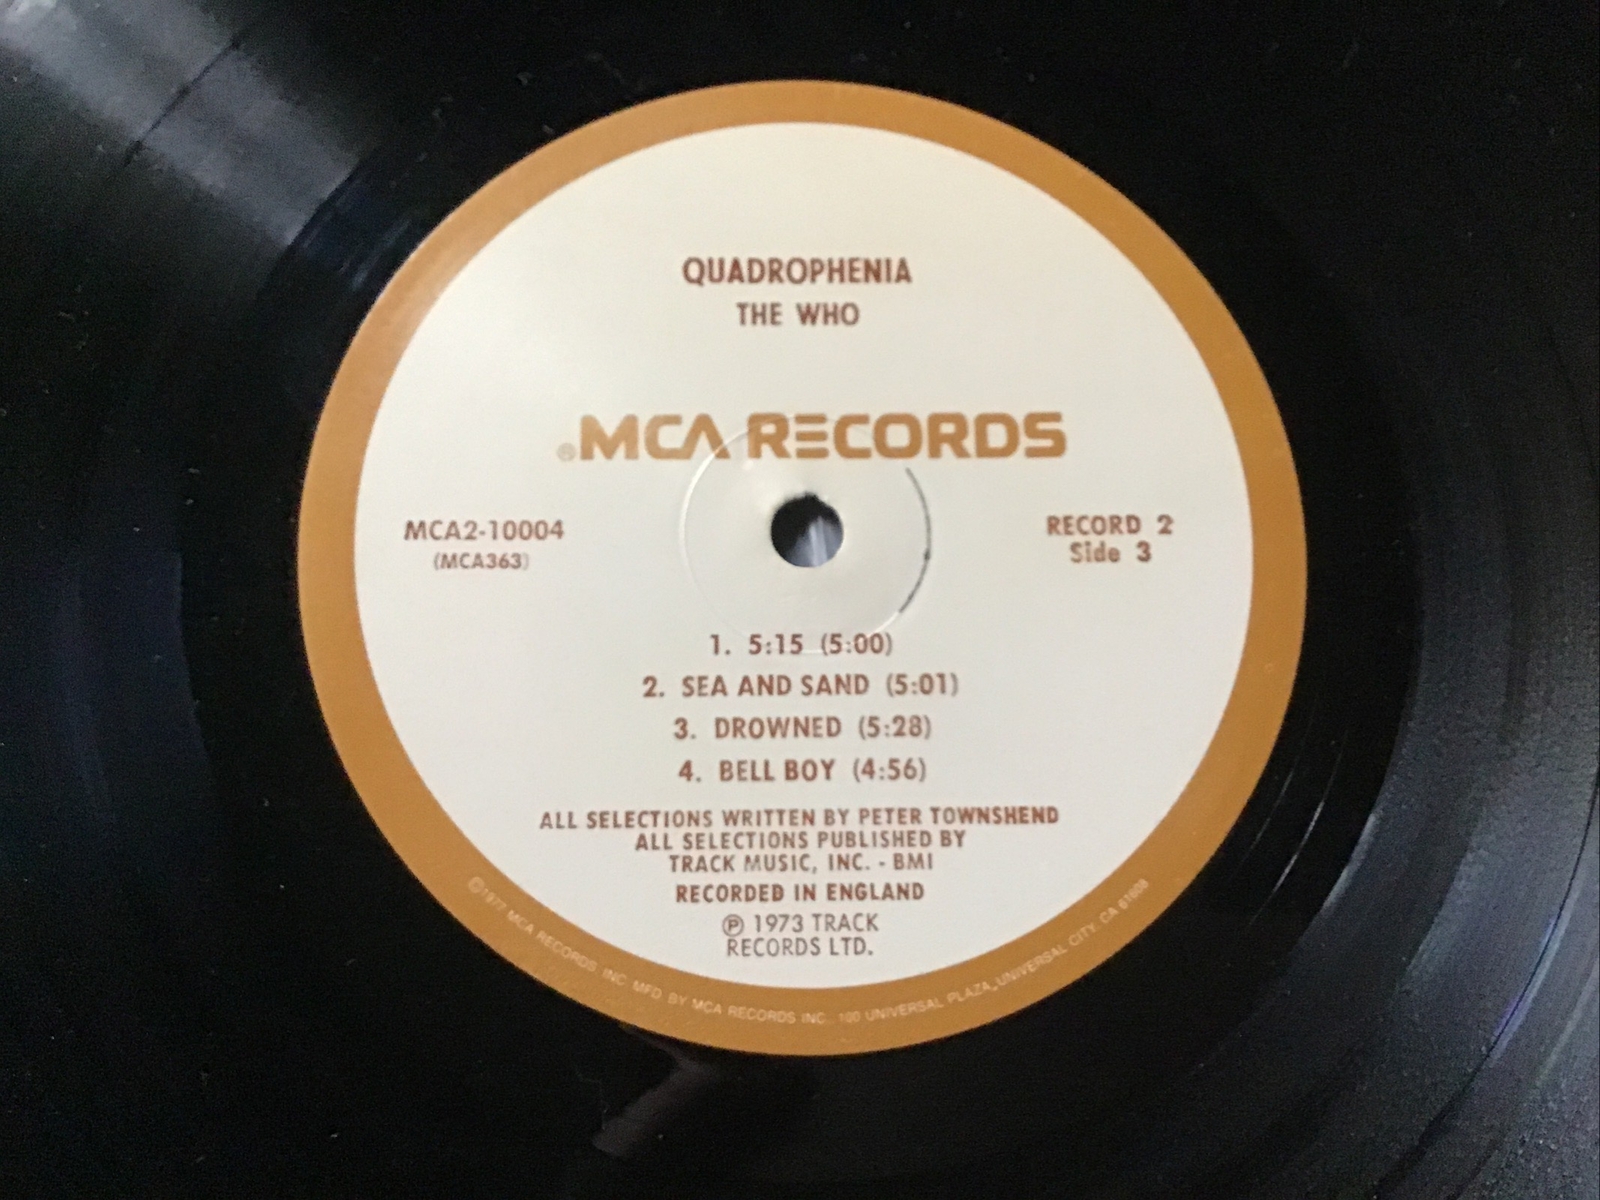 QUADROPHENIA
THE WHO
®MCA RECORDS
MCA2-10004
(MCA363)
RECORD 2
Side 3
1. 5:15 (5:00)
2. SEA AND SAND (5:01)
3. DROWNED (5:28)
4. BELL BOY (4:56)
ALL SELECTIONS WRITTEN BY PETER TOWNSHEND
ALL SELECTIONS PUBLISHED BY
TRACK MUSIC, INC. - BMI
RECORDED IN ENGLAND
℗ 1973 TRACK
RECORDS LTD.
©1977 MCA RECORDS INC. MFD BY MCA RECORDS INC., 100 UNIVERSAL PLAZA, UNIVERSAL CITY, CA 91608